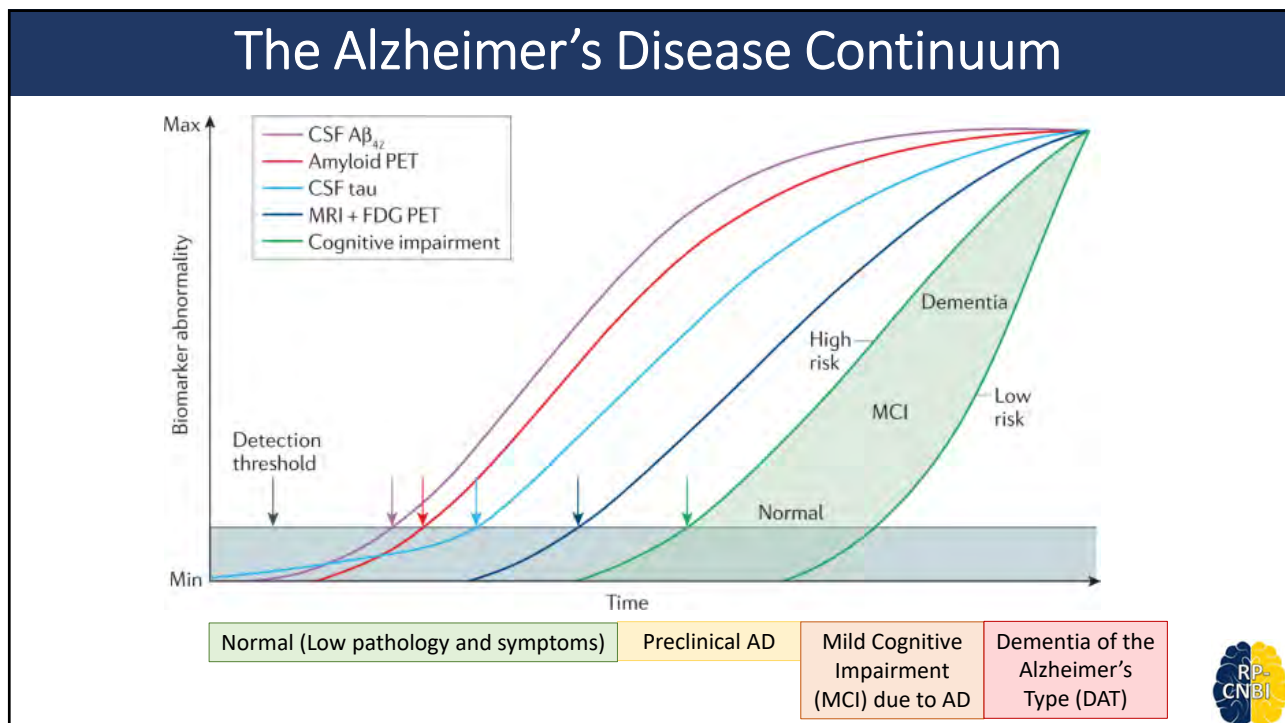 The Alzheimer’s Disease Continuum
Max
CSF Aβ₄₂
Amyloid PET
CSF tau
MRI + FDG PET
Cognitive impairment
Biomarker abnormality
Detection
threshold
High
risk
Dementia
MCI
Low
risk
Normal
Min
Time
Normal (Low pathology and symptoms)
Preclinical AD
Mild Cognitive
Impairment
(MCI) due to AD
Dementia of the
Alzheimer’s
Type (DAT)
RP-
CNBI